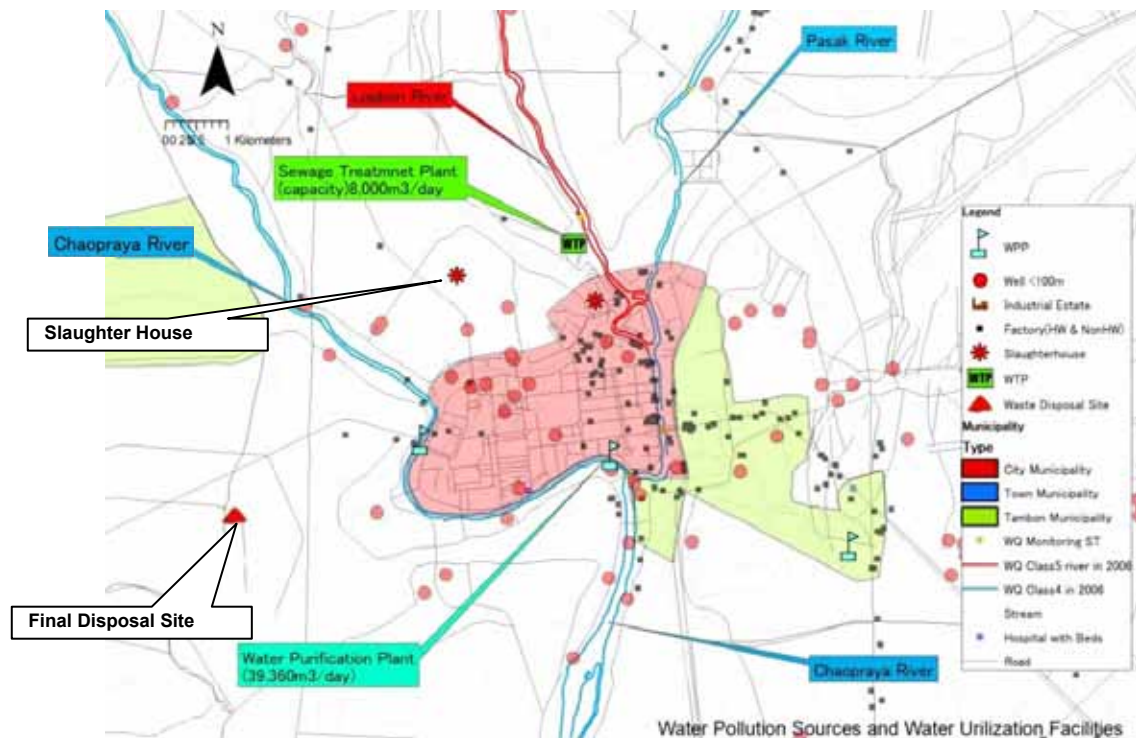 N
1 Kilometers
Pasak River
Lopburi River
Sewage Treatmnet Plant
(capacity)8.000m3/day
WTP
Chaopraya River
Slaughter House
Final Disposal Site
Water Purification Plant
(39.360m3/day)
Chaopraya River
Legend
WPP
Well <100m
Industrial Estate
Factory(HW & NonHW)
Slaughterhouse
WTP WTP
Waste Disposal Site
Municipality
Type
City Municipality
Town Municipality
Tambon Municipality
WQ Monitoring ST
WQ Class5 river in 2006
WQ Class4 in 2006
Stream
Hospital with Beds
Road
Water Pollution Sources and Water Urilization Facilities